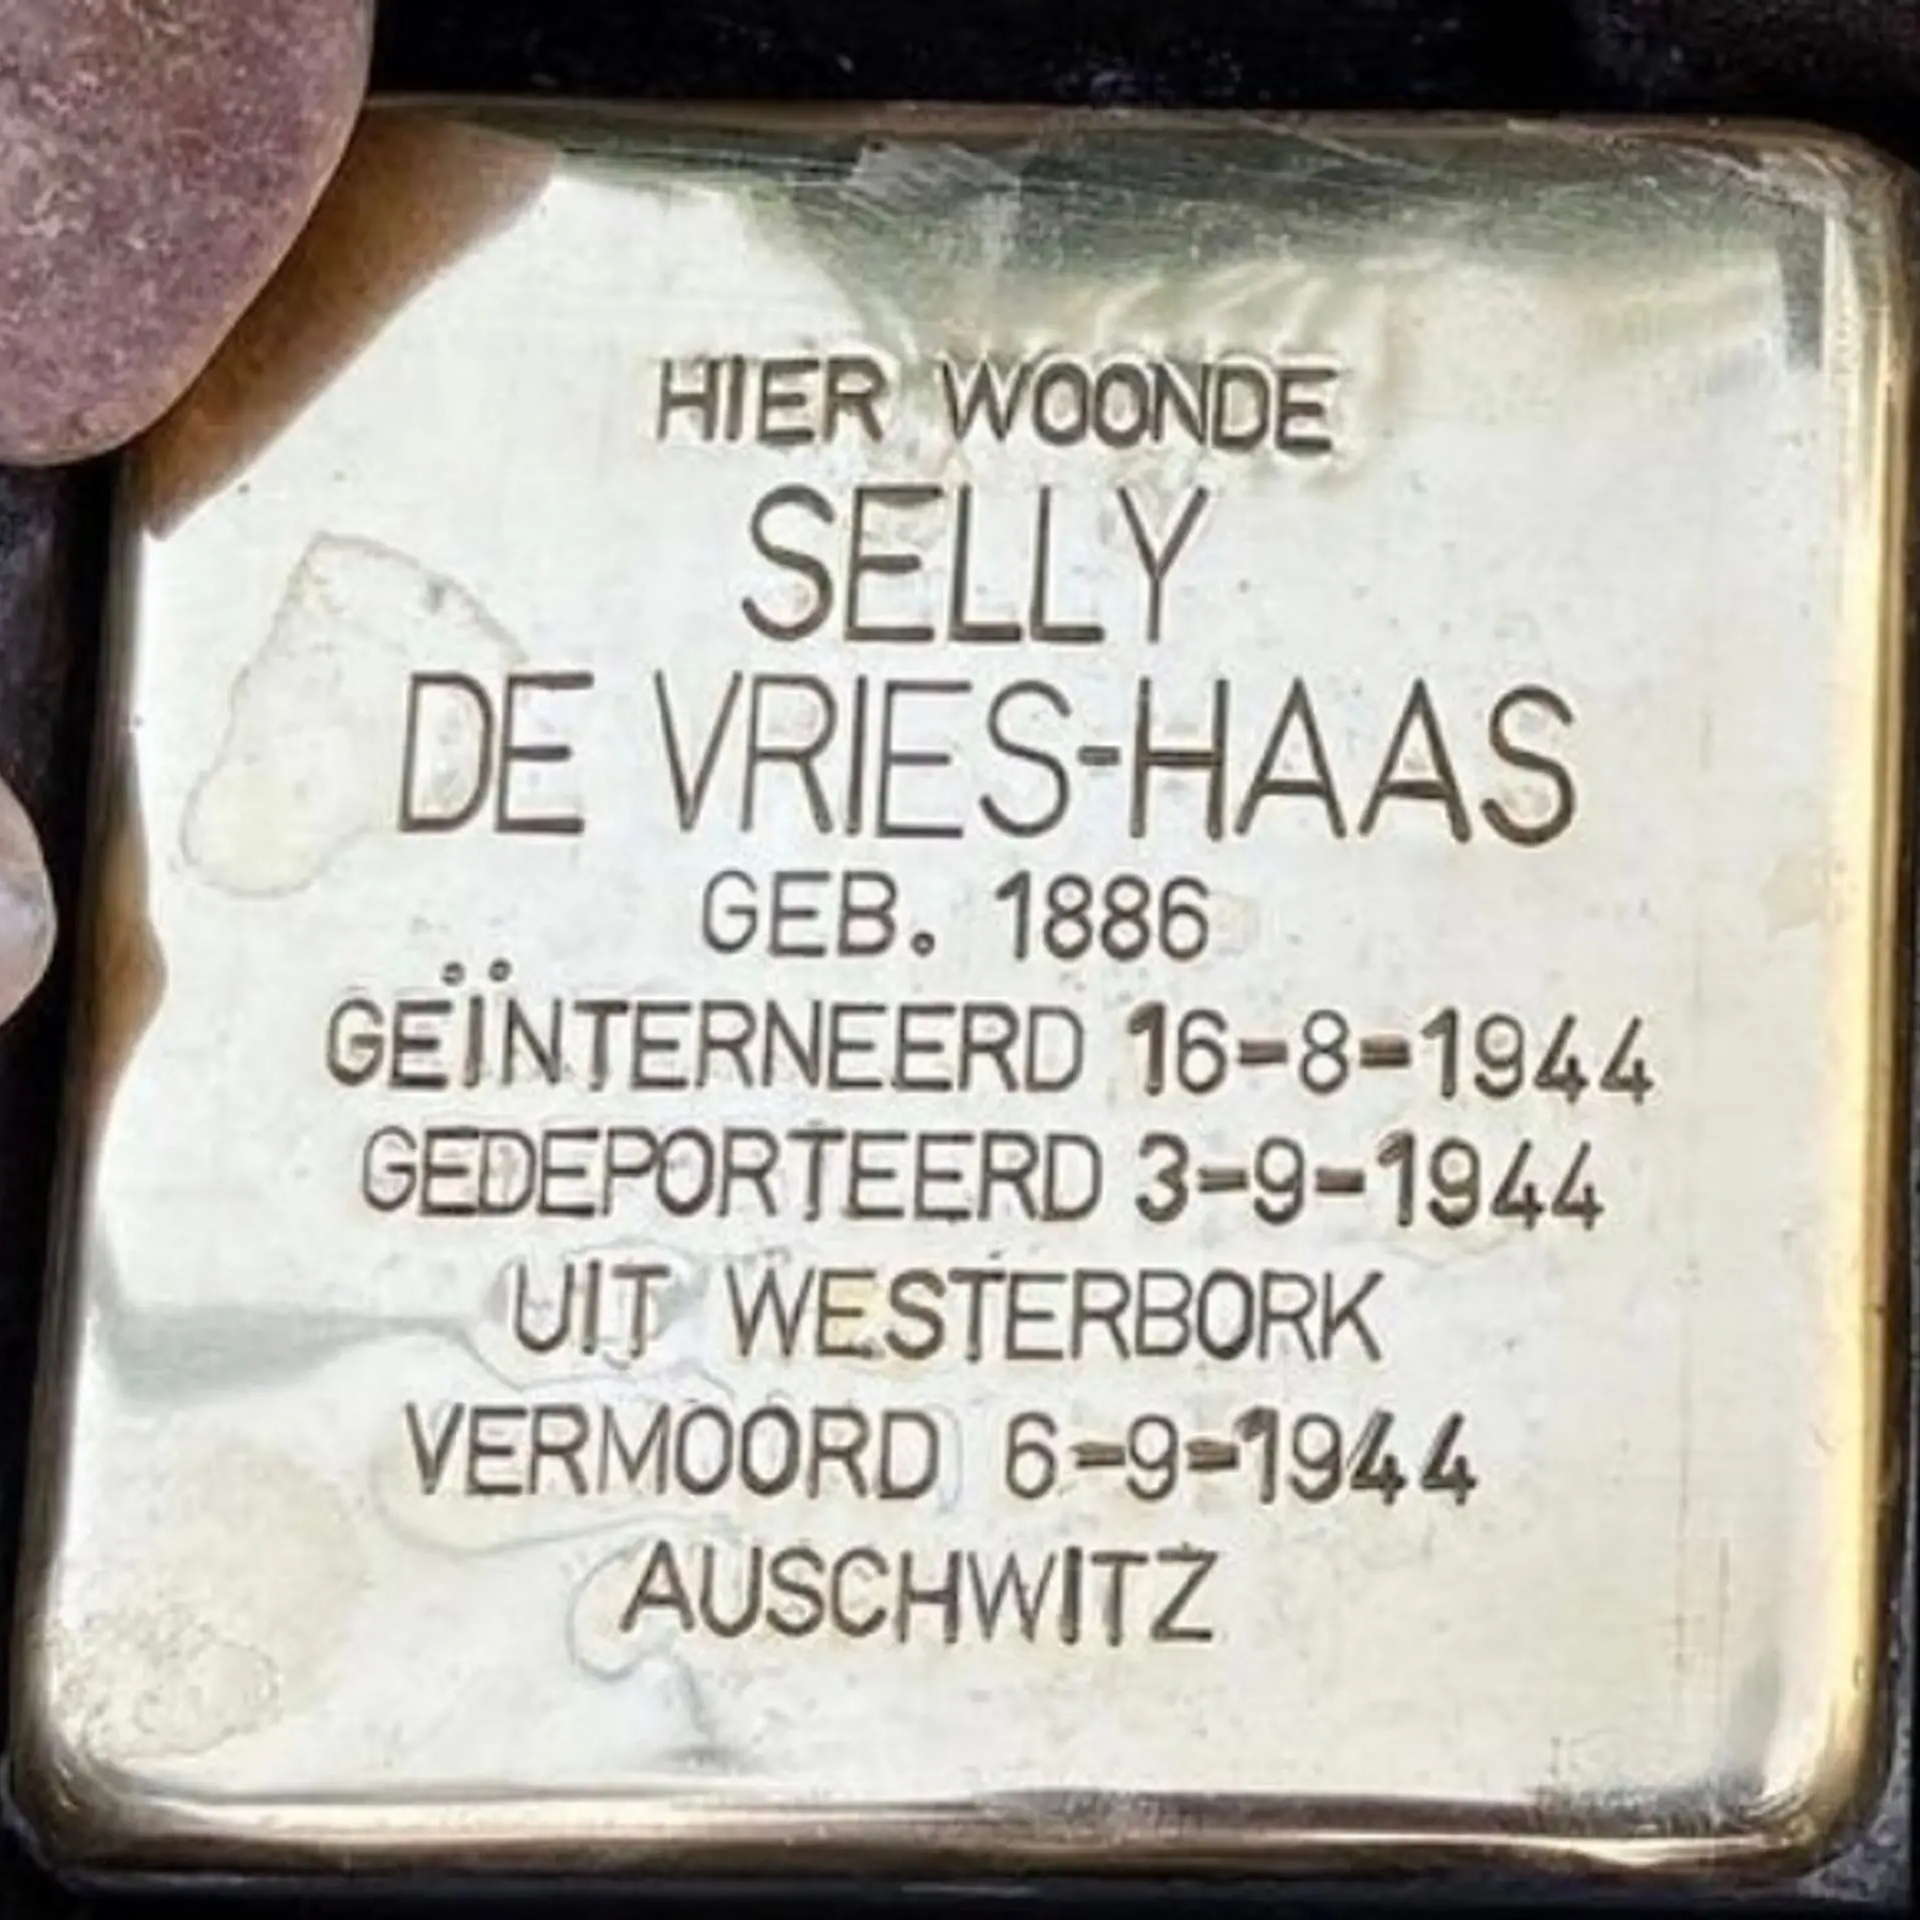 HIER WOONDE
SELLY
DE VRIES-HAAS
GEB. 1886
GEÏNTERNEERD 16-8-1944
GEDEPORTEERD 3-9-1944
UIT WESTERBORK
VERMOORD 6-9-1944
AUSCHWITZ